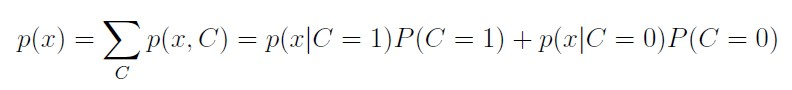 p(x) = ∑_C p(x, C) = p(x|C = 1)P(C = 1) + p(x|C = 0)P(C = 0)